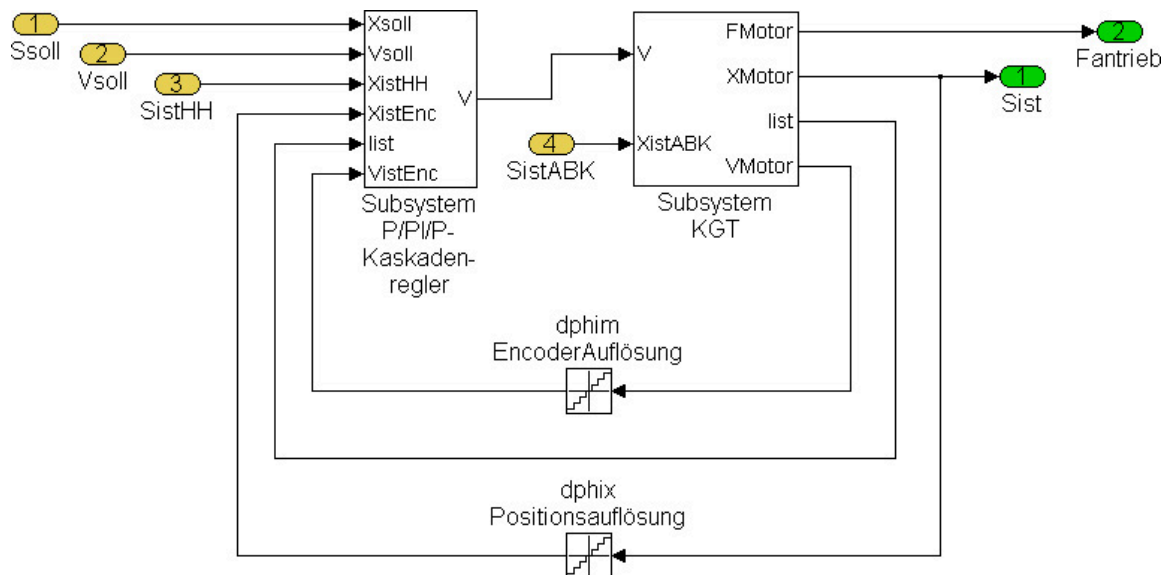 1
Ssoll
2
Vsoll
3
SistHH
Xsoll
Vsoll
XistHH
XistEnc
Iist
VistEnc
V
Subsystem
P/PI/P-
Kaskaden-
regler
4
SistABK
V
XistABK
FMotor
XMotor
Iist
VMotor
Subsystem
KGT
2
Fantrieb
1
Sist
dphim
EncoderAuflösung
dphix
Positionsauflösung